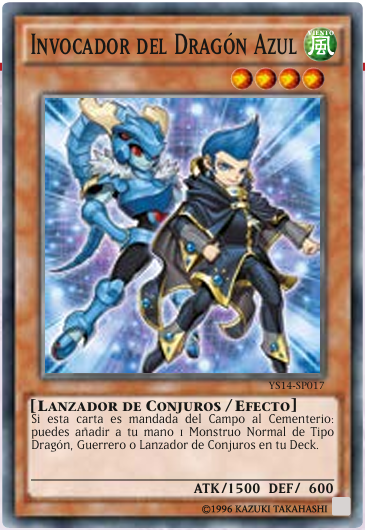 INVOCADOR DEL DRAGÓN AZUL
VIENTO
風
YS14-SP017
[LANZADOR DE CONJUROS / EFECTO]
Si esta carta es mandada del Campo al Cementerio:
puedes añadir a tu mano 1 Monstruo Normal de Tipo
Dragón, Guerrero o Lanzador de Conjuros en tu Deck.
ATK/1500 DEF/ 600
©1996 KAZUKI TAKAHASHI